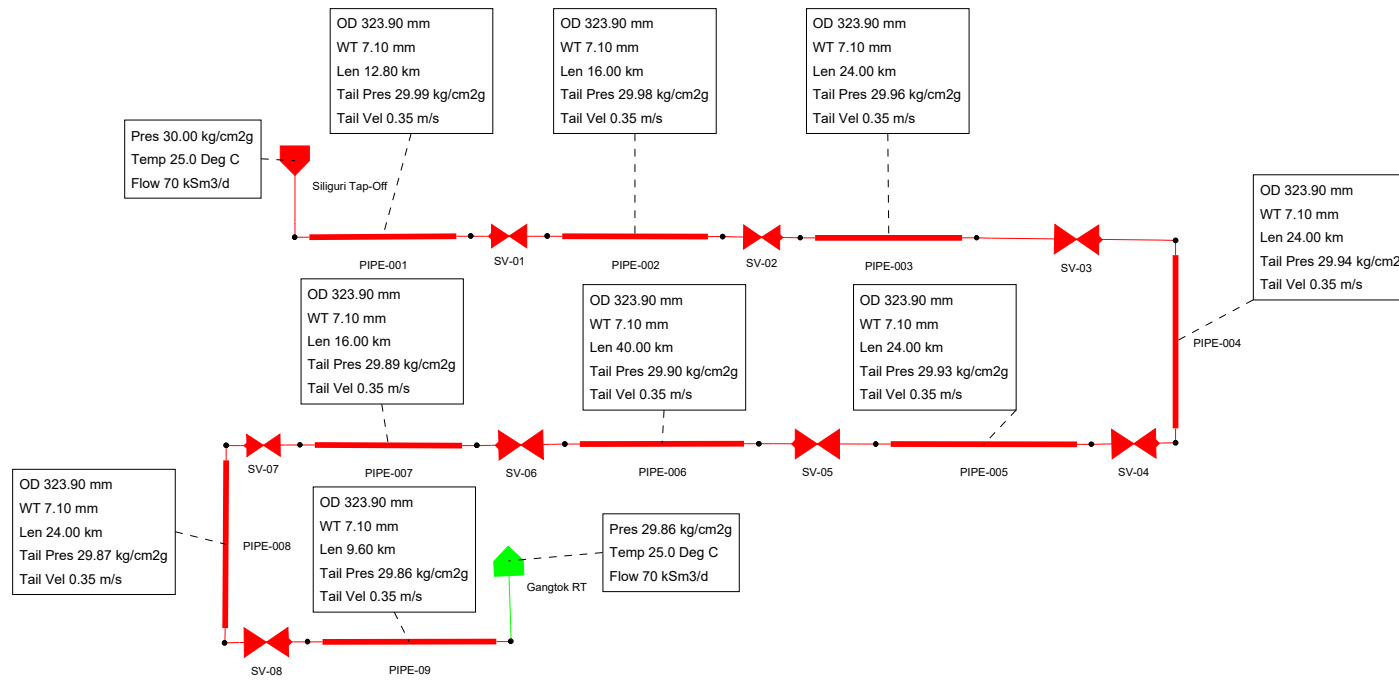 OD 323.90 mm
WT 7.10 mm
Len 12.80 km
Tail Pres 29.99 kg/cm2g
Tail Vel 0.35 m/s
OD 323.90 mm
WT 7.10 mm
Len 16.00 km
Tail Pres 29.98 kg/cm2g
Tail Vel 0.35 m/s
OD 323.90 mm
WT 7.10 mm
Len 24.00 km
Tail Pres 29.96 kg/cm2g
Tail Vel 0.35 m/s
Pres 30.00 kg/cm2g
Temp 25.0 Deg C
Flow 70 kSm3/d
Siliguri Tap-Off
OD 323.90 mm
WT 7.10 mm
Len 24.00 km
Tail Pres 29.94 kg/cm2
Tail Vel 0.35 m/s
PIPE-001
SV-01
PIPE-002
SV-02
PIPE-003
SV-03
PIPE-004
OD 323.90 mm
WT 7.10 mm
Len 16.00 km
Tail Pres 29.89 kg/cm2g
Tail Vel 0.35 m/s
OD 323.90 mm
WT 7.10 mm
Len 40.00 km
Tail Pres 29.90 kg/cm2g
Tail Vel 0.35 m/s
OD 323.90 mm
WT 7.10 mm
Len 24.00 km
Tail Pres 29.93 kg/cm2g
Tail Vel 0.35 m/s
SV-07
PIPE-007
SV-06
PIPE-006
SV-05
PIPE-005
SV-04
OD 323.90 mm
WT 7.10 mm
Len 24.00 km
Tail Pres 29.87 kg/cm2g
Tail Vel 0.35 m/s
PIPE-008
OD 323.90 mm
WT 7.10 mm
Len 9.60 km
Tail Pres 29.86 kg/cm2g
Tail Vel 0.35 m/s
Gangtok RT
Pres 29.86 kg/cm2g
Temp 25.0 Deg C
Flow 70 kSm3/d
SV-08
PIPE-09